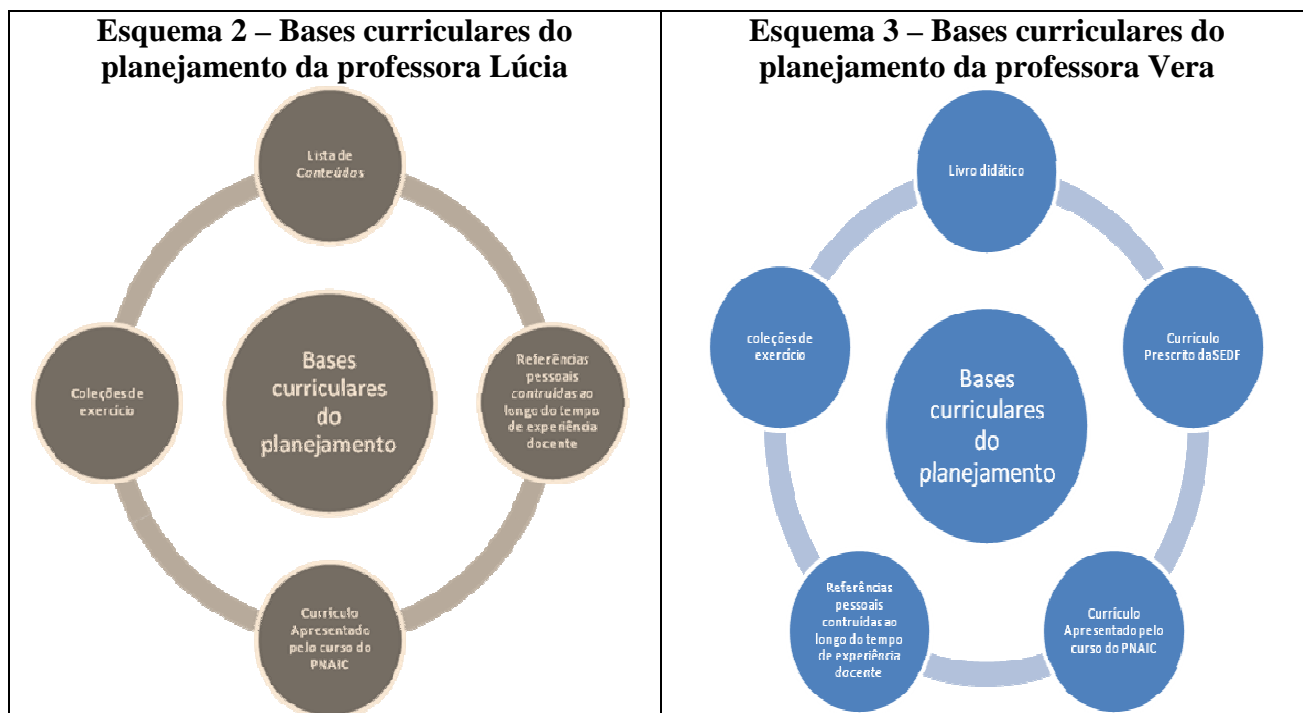 Esquema 2 – Bases curriculares do
planejamento da professora Lúcia
Lista de
Conteúdos
Referências
pessoais
contruídas ao
longo do tempo
de experiência
docente
Currículo
Apresentado
pelo curso do
PNAIC
Coleções de
exercício
Bases
curriculares
do
planejamento
Esquema 3 – Bases curriculares do
planejamento da professora Vera
Livro didático
Currículo
Prescrito da SEDF
Currículo
Apresentado pelo
curso do PNAIC
Referências
pessoais
contruídas ao
longo do tempo
de experiência
docente
coleções de
exercício
Bases
curriculares
do
planejamento